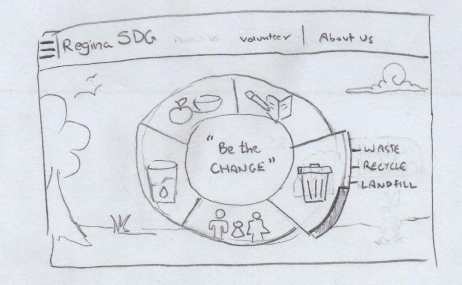 Regina SDG
Volunteer | About Us
"Be the
CHANGE"
WASTE
RECYCLE
LANDFILL